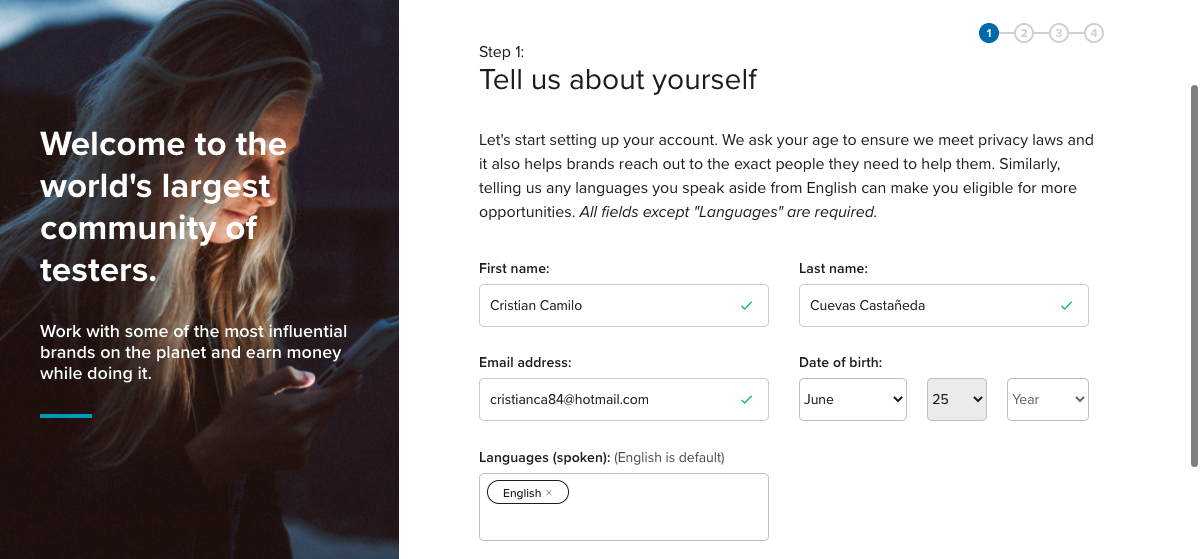 Welcome to the
world's largest
community of
testers.
Work with some of the most influential
brands on the planet and earn money
while doing it.
1 2 3 4
Step 1:
Tell us about yourself
Let's start setting up your account. We ask your age to ensure we meet privacy laws and
it also helps brands reach out to the exact people they need to help them. Similarly,
telling us any languages you speak aside from English can make you eligible for more
opportunities. All fields except "Languages" are required.
First name: Last name:
Cristian Camilo Cuevas Castañeda
Email address: Date of birth:
cristianca84@hotmail.com June 25 Year
Languages (spoken): (English is default)
English ×